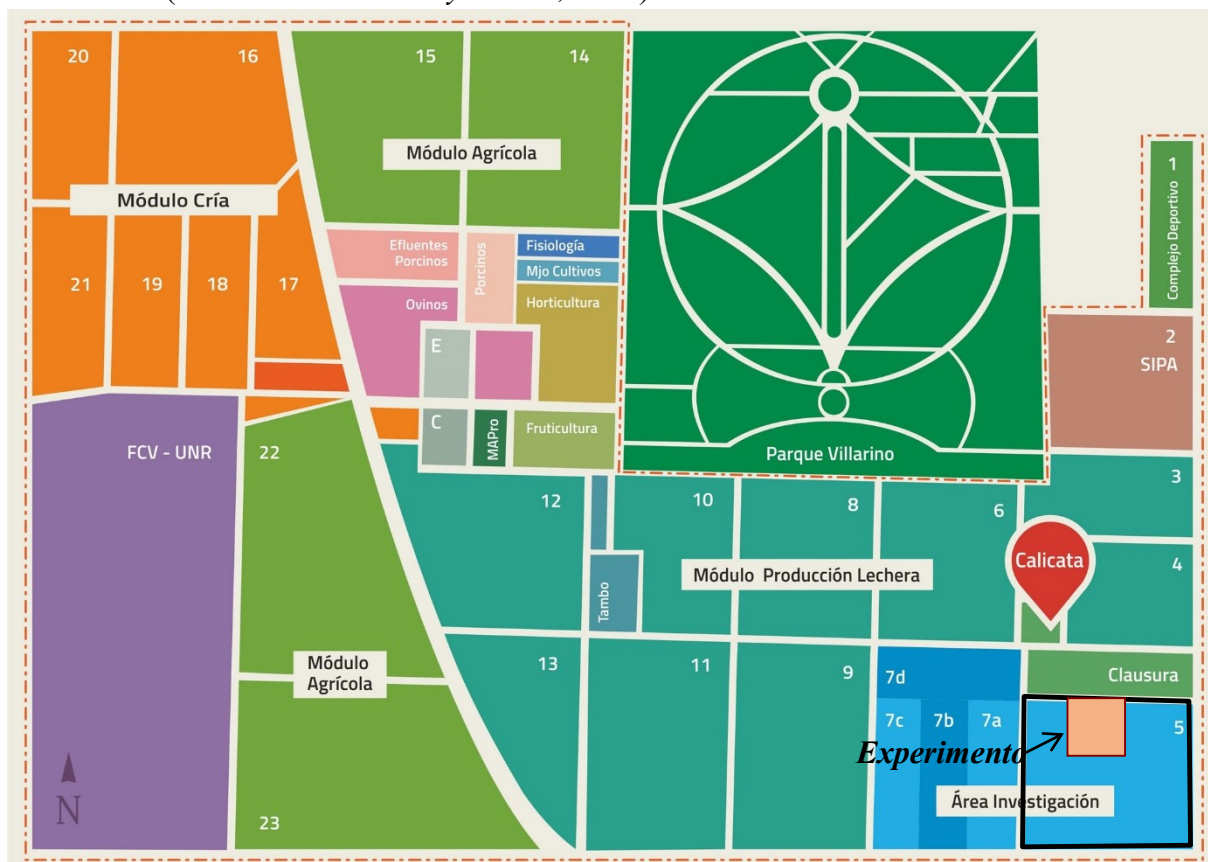 20
16
15
14
Módulo Agrícola
Módulo Cría
1
Complejo Deportivo
Efluentes
Porcinos
Porcinos
Fisiología
Mjo Cultivos
21
19
18
17
Ovinos
Horticultura
E
2
SIPA
C
MAPro
Fruticultura
FCV - UNR
22
Parque Villarino
12
10
8
6
3
Calicata
4
Módulo Producción Lechera
Tambo
Módulo
Agrícola
13
11
9
7d
Clausura
7c
7b
7a
5
Experimento
Área Investigación
N
23